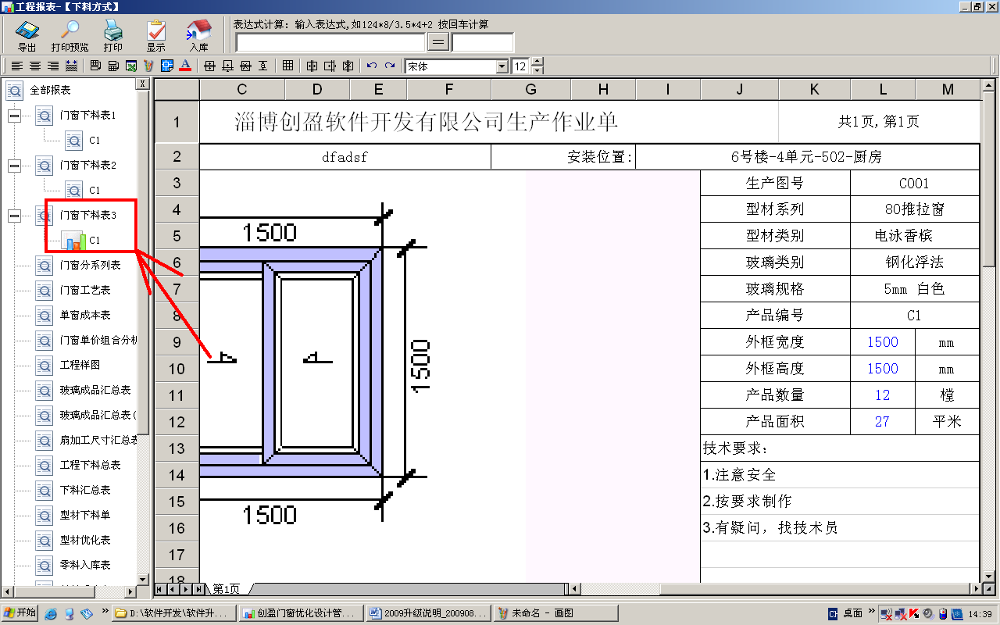 工程报表-【下料方式】
导出 打印预览 打印 显示 入库
表达式计算: 输入表达式,如124*8/3.5*4+2 按回车计算
宋体 12
全部报表
门窗下料表1
C1
门窗下料表2
C1
门窗下料表3
C1
门窗分系列表
门窗工艺表
单窗成本表
门窗单价组合分析
工程样图
玻璃成品汇总表
玻璃成品汇总表(
扇加工尺寸汇总表
工程下料总表
下料汇总表
型材下料单
型材优化表
零料入库表
C D E F G H I J K L M
1 淄博创盈软件开发有限公司生产作业单 共1页,第1页
2 dfadsf 安装位置: 6号楼-4单元-502-厨房
3 生产图号 C001
4 型材系列 80推拉窗
5 1500 型材类别 电泳香槟
6 玻璃类别 钢化浮法
7 玻璃规格 5mm 白色
8 产品编号 C1
9 外框宽度 1500 mm
10 1500 外框高度 1500 mm
11 产品数量 12 樘
12 产品面积 27 平米
13 技术要求:
14 1.注意安全
15 1500 2.按要求制作
16 3.有疑问, 找技术员
17
18
第1页
开始 D:\软件开发\软件升... 创盈门窗优化设计管... 2009升级说明_200908... 未命名 - 画图 CH 桌面 14:39